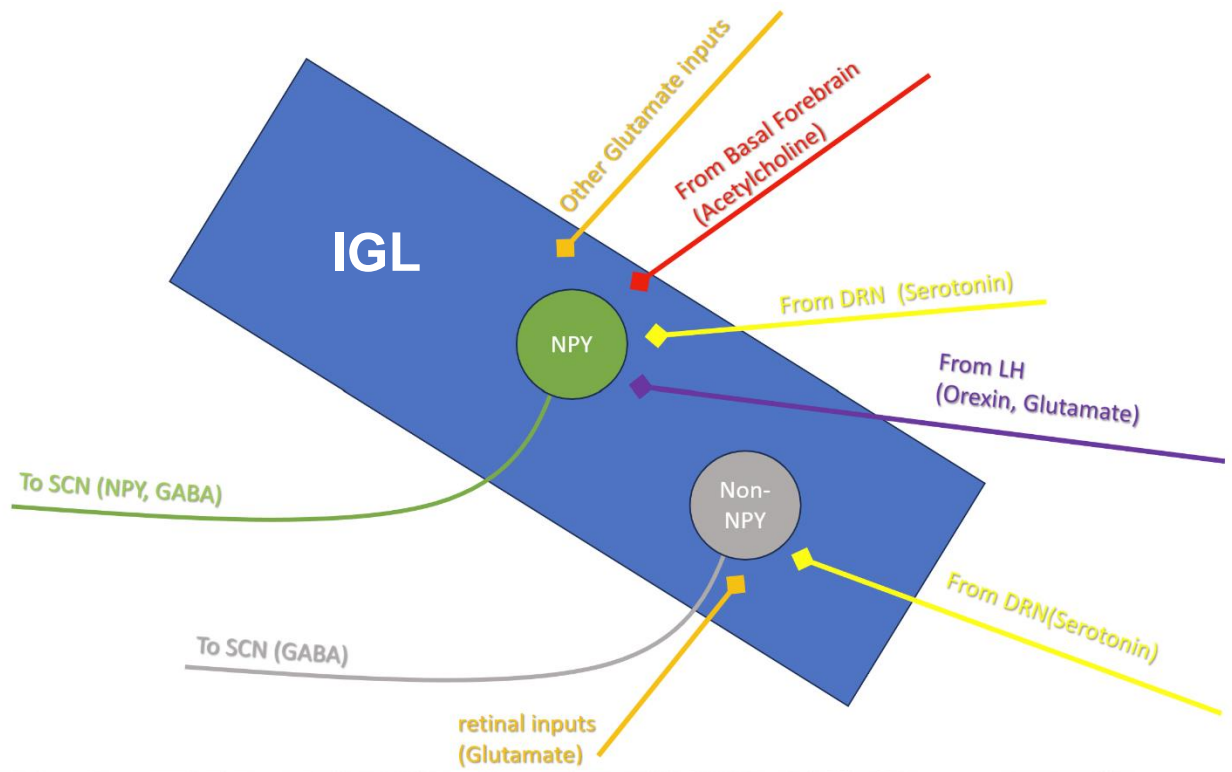 Other Glutamate inputs
From Basal Forebrain
(Acetylcholine)
IGL
From DRN (Serotonin)
NPY
From LH
(Orexin, Glutamate)
To SCN (NPY, GABA)
Non-
NPY
From DRN(Serotonin)
To SCN (GABA)
retinal inputs
(Glutamate)